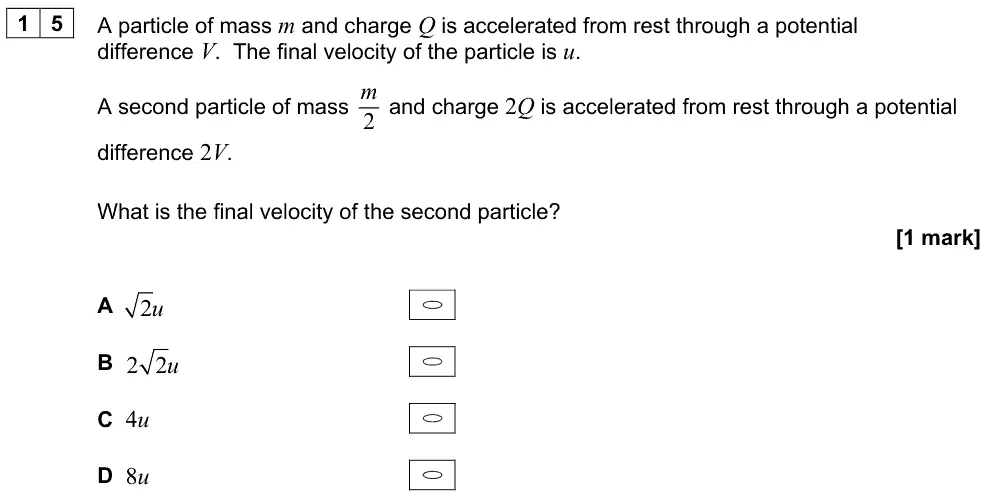 1 5 A particle of mass m and charge Q is accelerated from rest through a potential
difference V. The final velocity of the particle is u.
A second particle of mass m/2 and charge 2Q is accelerated from rest through a potential
difference 2V.
What is the final velocity of the second particle?
[1 mark]
A √2u
B 2√2u
C 4u
D 8u